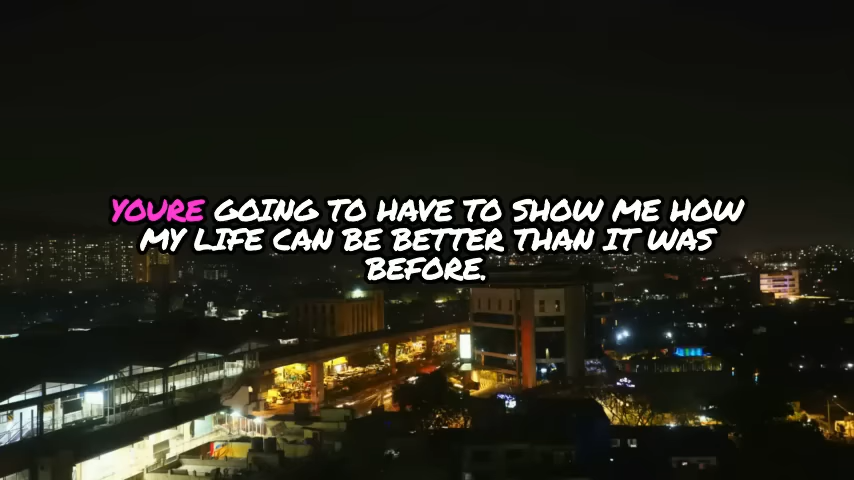 YOURE GOING TO HAVE TO SHOW ME HOW
MY LIFE CAN BE BETTER THAN IT WAS
BEFORE.